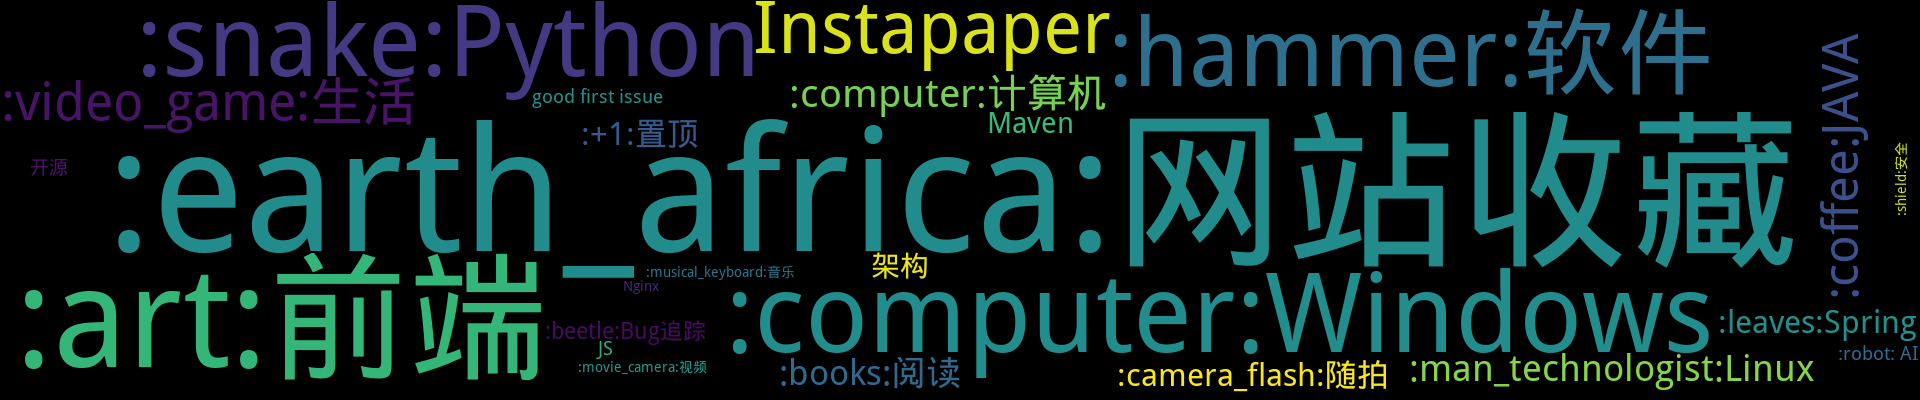 :snake:Python
Instapaper
:hammer:软件
:video_game:生活
good first issue
:computer:计算机
Maven
:+1:置顶
:coffee:JAVA
开源
:earth_africa:网站收藏
:shield:安全
:art:前端
:musical_keyboard:音乐
Nginx
架构
:computer:Windows
:beetle:Bug追踪
JS
:movie_camera:视频
:books:阅读
:camera_flash:随拍
:man_technologist:Linux
:leaves:Spring
:robot: AI